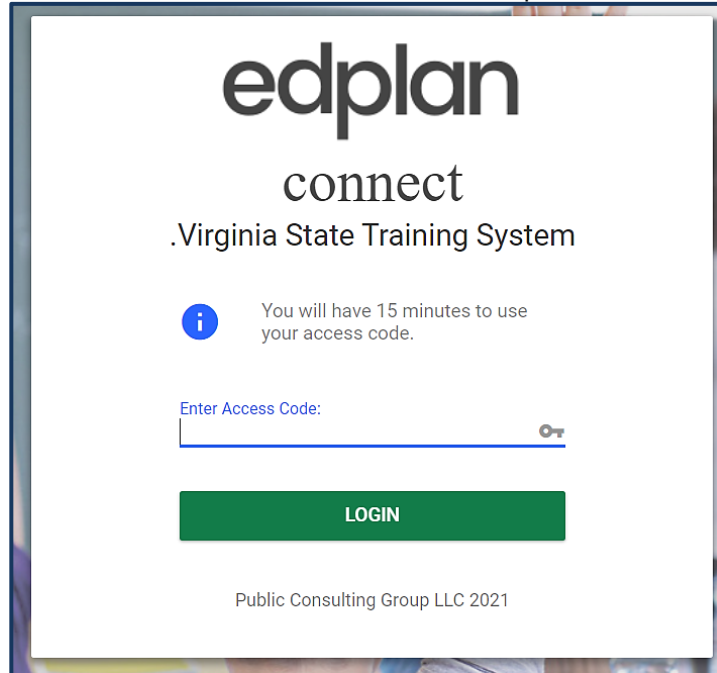 edplan
connect
.Virginia State Training System
You will have 15 minutes to use
your access code.
Enter Access Code:
LOGIN
Public Consulting Group LLC 2021